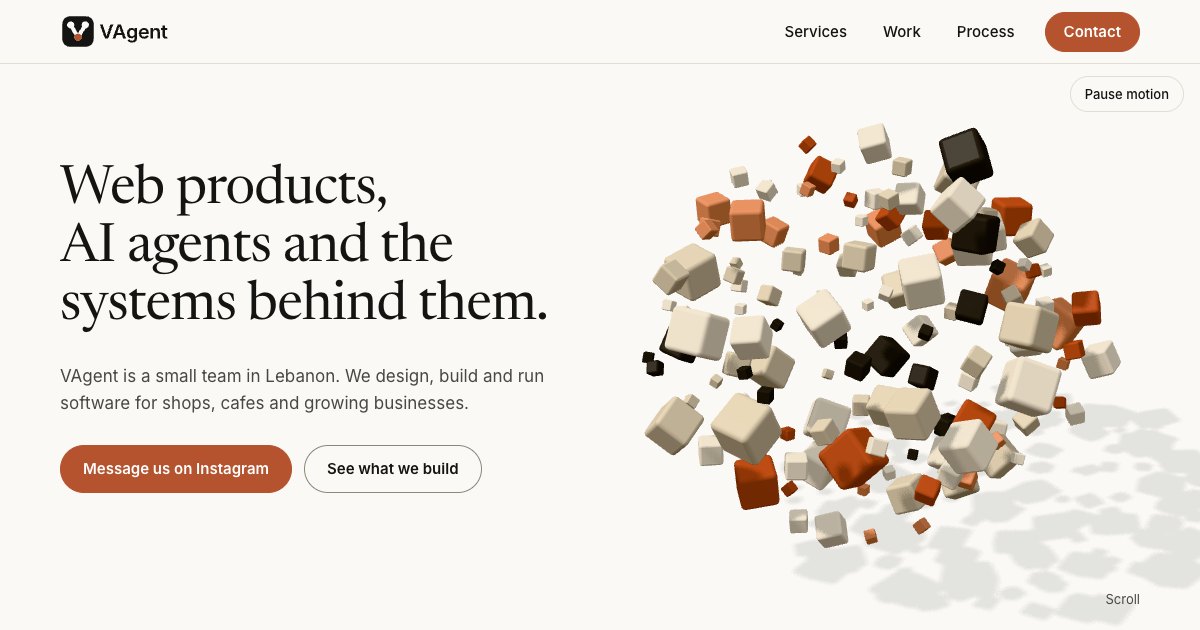 VAgent
Services
Work
Process
Contact
Pause motion
Web products,
AI agents and the
systems behind them.
VAgent is a small team in Lebanon. We design, build and run
software for shops, cafes and growing businesses.
Message us on Instagram
See what we build
Scroll